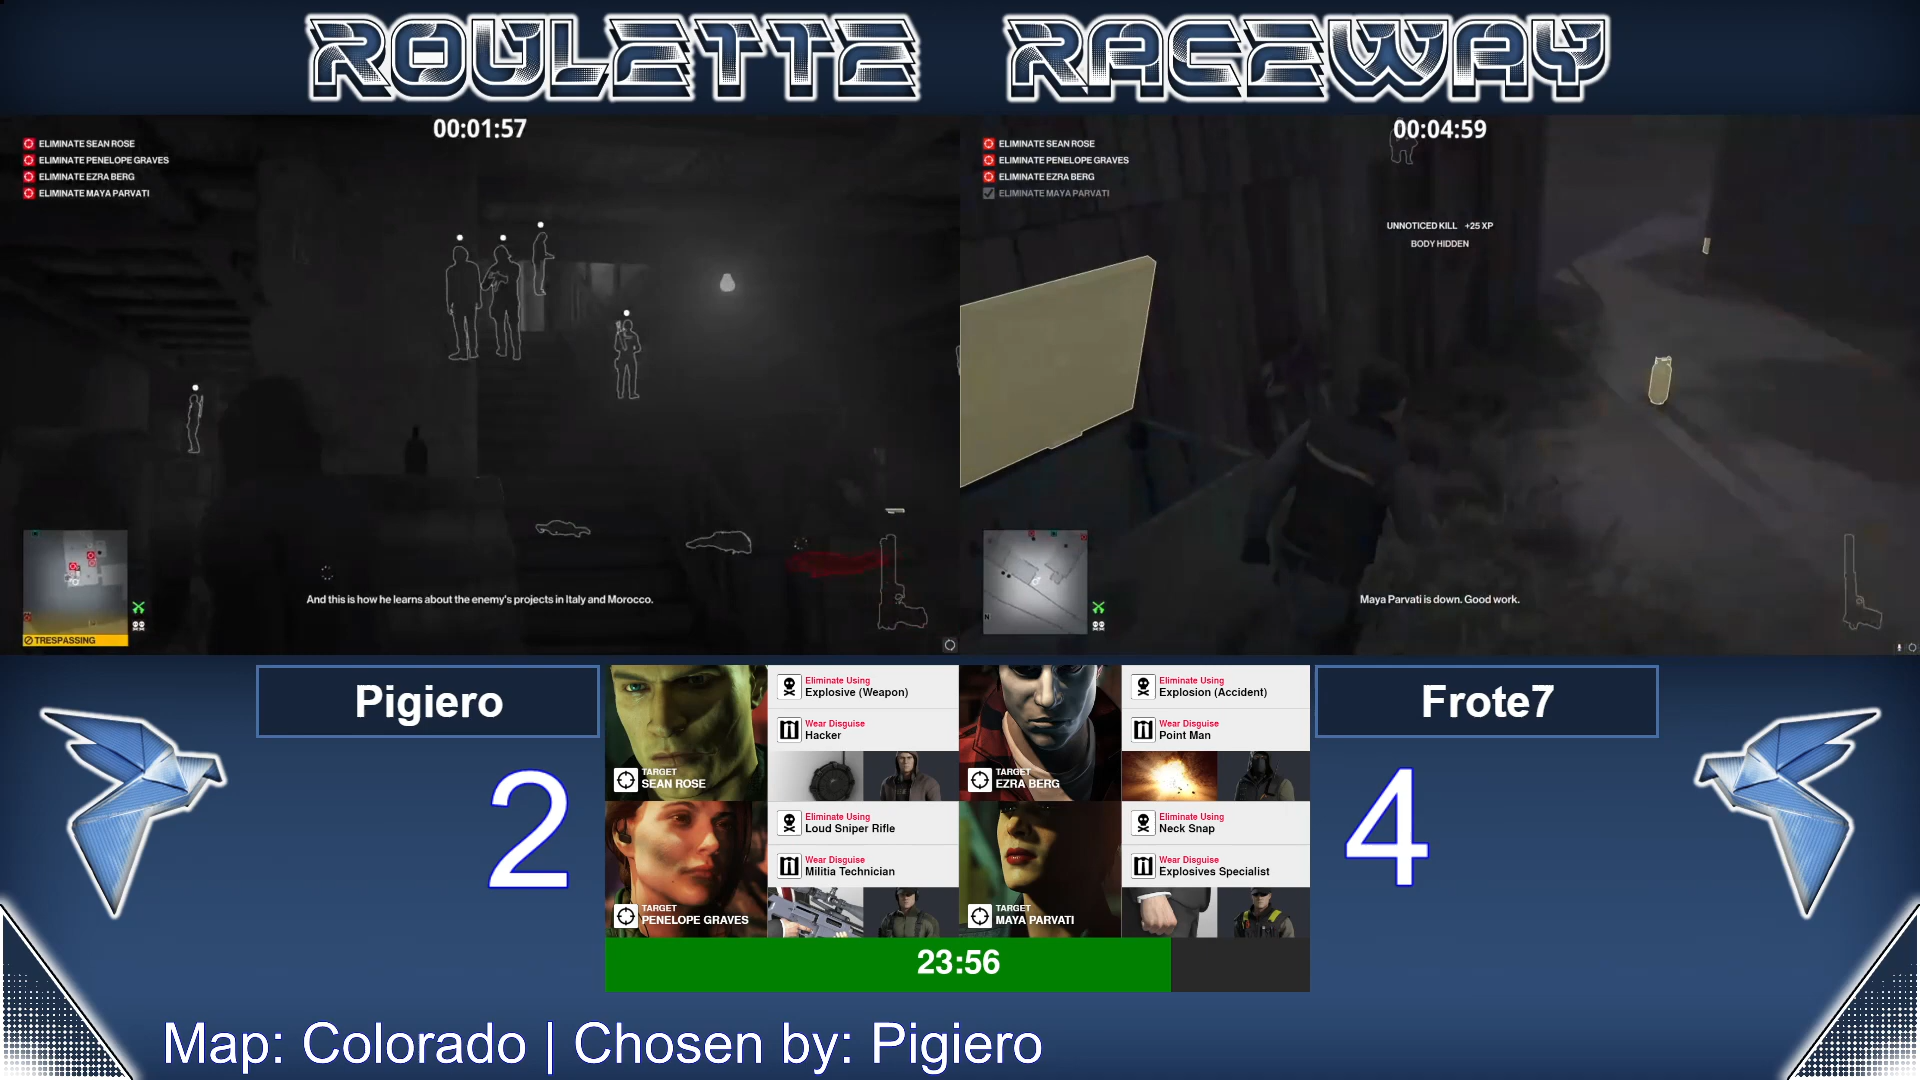 ROULETTE RACEWAY
00:01:57
ELIMINATE SEAN ROSE
ELIMINATE PENELOPE GRAVES
ELIMINATE EZRA BERG
ELIMINATE MAYA PARVATI
And this is how he learns about the enemy's projects in Italy and Morocco.
TRESPASSING
00:04:59
ELIMINATE SEAN ROSE
ELIMINATE PENELOPE GRAVES
ELIMINATE EZRA BERG
ELIMINATE MAYA PARVATI
UNNOTICED KILL +25 XP
BODY HIDDEN
Maya Parvati is down. Good work.
N
Pigiero
2
Eliminate Using
Explosive (Weapon)
Wear Disguise
Hacker
TARGET
SEAN ROSE
Eliminate Using
Explosion (Accident)
Wear Disguise
Point Man
TARGET
EZRA BERG
Eliminate Using
Loud Sniper Rifle
Wear Disguise
Militia Technician
TARGET
PENELOPE GRAVES
Eliminate Using
Neck Snap
Wear Disguise
Explosives Specialist
TARGET
MAYA PARVATI
23:56
Frote7
4
Map: Colorado | Chosen by: Pigiero